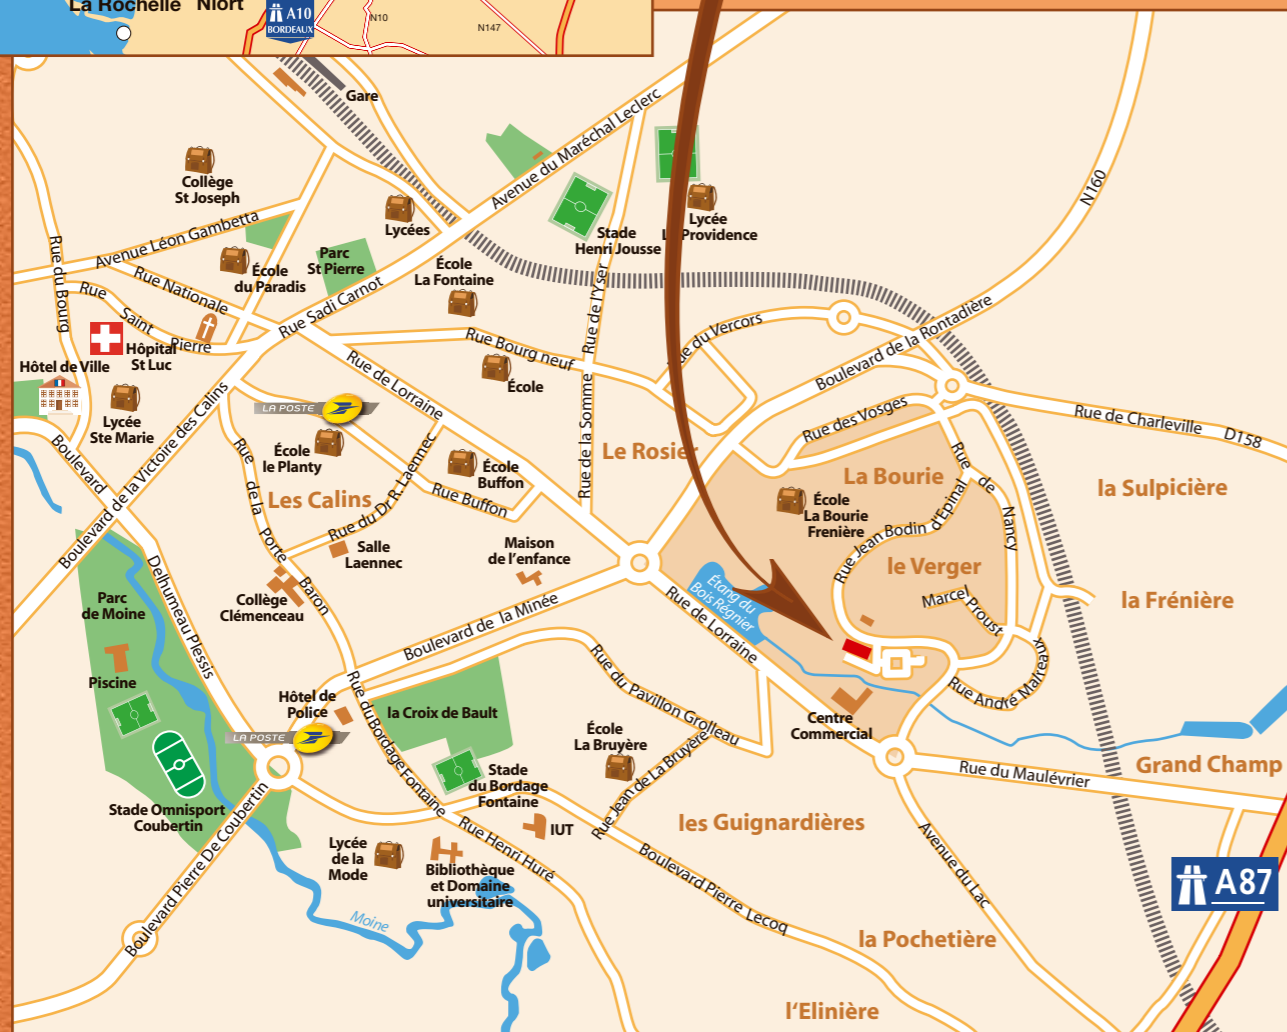 La Rochelle
Niort
A10
BORDEAUX
N10
N147
Gare
Avenue du Maréchal Leclerc
Collège
St Joseph
Lycées
Stade
Henri Jousse
Lycée
La Providence
N160
Avenue Léon Gambetta
Rue du Bourg
Rue Nationale
École
du Paradis
Parc
St Pierre
École
La Fontaine
Rue de l'Yser
Rue
Saint
Pierre
Rue Sadi Carnot
Hôpital
St Luc
Hôtel de Ville
Rue Bourg neuf
Rue du Vercors
Boulevard de la Rontadière
École
Rue de Lorraine
LA POSTE
Lycée
Ste Marie
Rue des Vosges
Rue de Charleville
D158
Boulevard
Boulevard de la Victoire des Calins
Rue
de la
Porte
Baron
École
le Planty
Les Calins
Rue du Dr R. Laennec
École
Buffon
Rue Buffon
Rue de la Somme
Le Rosier
La Bourie
École
La Bourie
Frenière
Rue
de
Nancy
la Sulpicière
Rue Jean Bodin
d'Epinal
Salle
Laennec
Maison
de l'enfance
Delhumeau Plessis
Parc
de Moine
Collège
Clémenceau
Étang du
Bois Régnier
le Verger
Marcel
Proust
la Frénière
Boulevard de la Minée
Rue de Lorraine
Piscine
Hôtel de
Police
LA POSTE
Rue du Bordage Fontaine
la Croix de Bault
Rue du Pavillon Grolleau
Rue André Malreaux
Centre
Commercial
École
La Bruyère
Rue Jean de La Bruyère
Stade
du Bordage
Fontaine
Rue du Maulévrier
Grand Champ
Stade Omnisport
Coubertin
Boulevard Pierre De Coubertin
Lycée
de la
Mode
Bibliothèque
et Domaine
universitaire
IUT
Rue Henri Huré
les Guignardières
Boulevard Pierre Lecoq
Avenue du Lac
A87
Moine
la Pochetière
l'Elinière